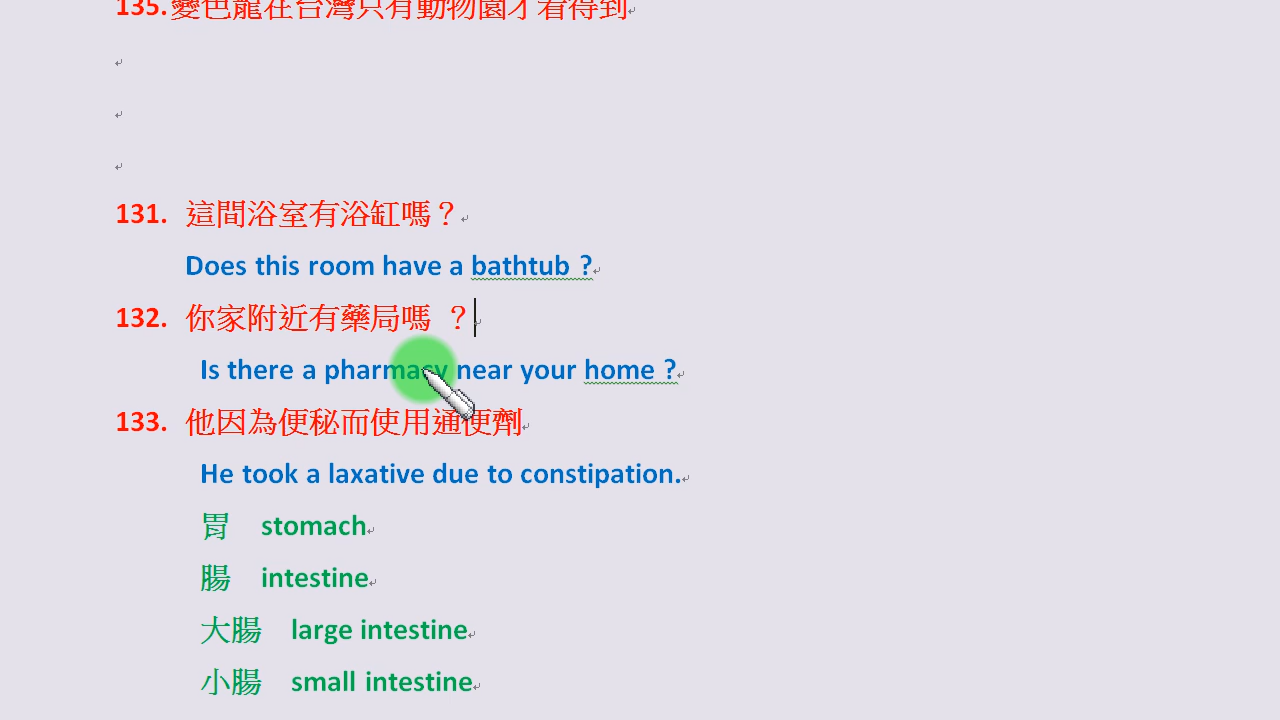 135.變色龍在台灣只有動物園才看得到
131. 這間浴室有浴缸嗎？
Does this room have a bathtub ?
132. 你家附近有藥局嗎 ？
Is there a pharmacy near your home ?
133. 他因為便秘而使用通便劑
He took a laxative due to constipation.
胃 stomach
腸 intestine
大腸 large intestine
小腸 small intestine